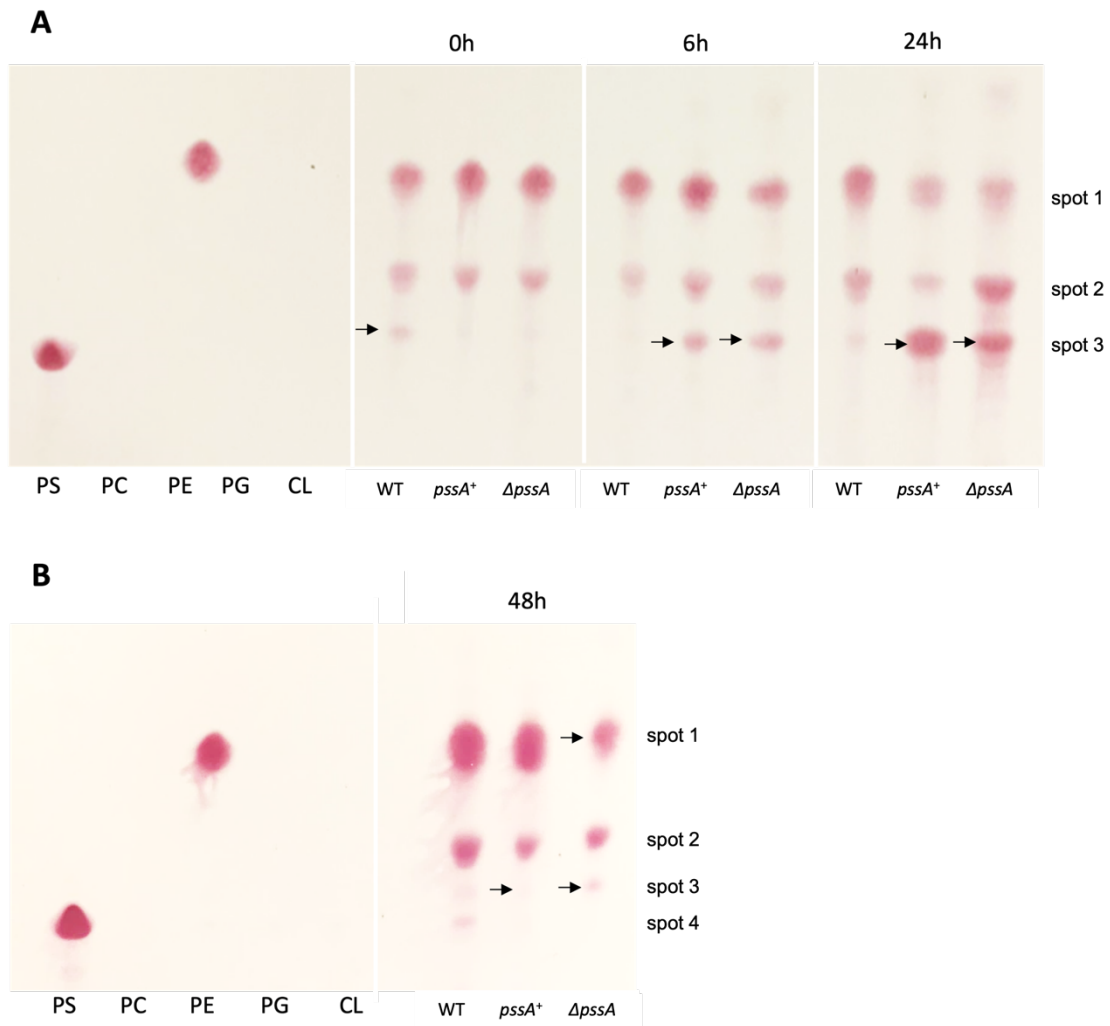 A
0h 6h 24h
spot 1
spot 2
spot 3
PS PC PE PG CL WT pssA+ ΔpssA WT pssA+ ΔpssA WT pssA+ ΔpssA
B
48h
spot 1
spot 2
spot 3
spot 4
PS PC PE PG CL WT pssA+ ΔpssA